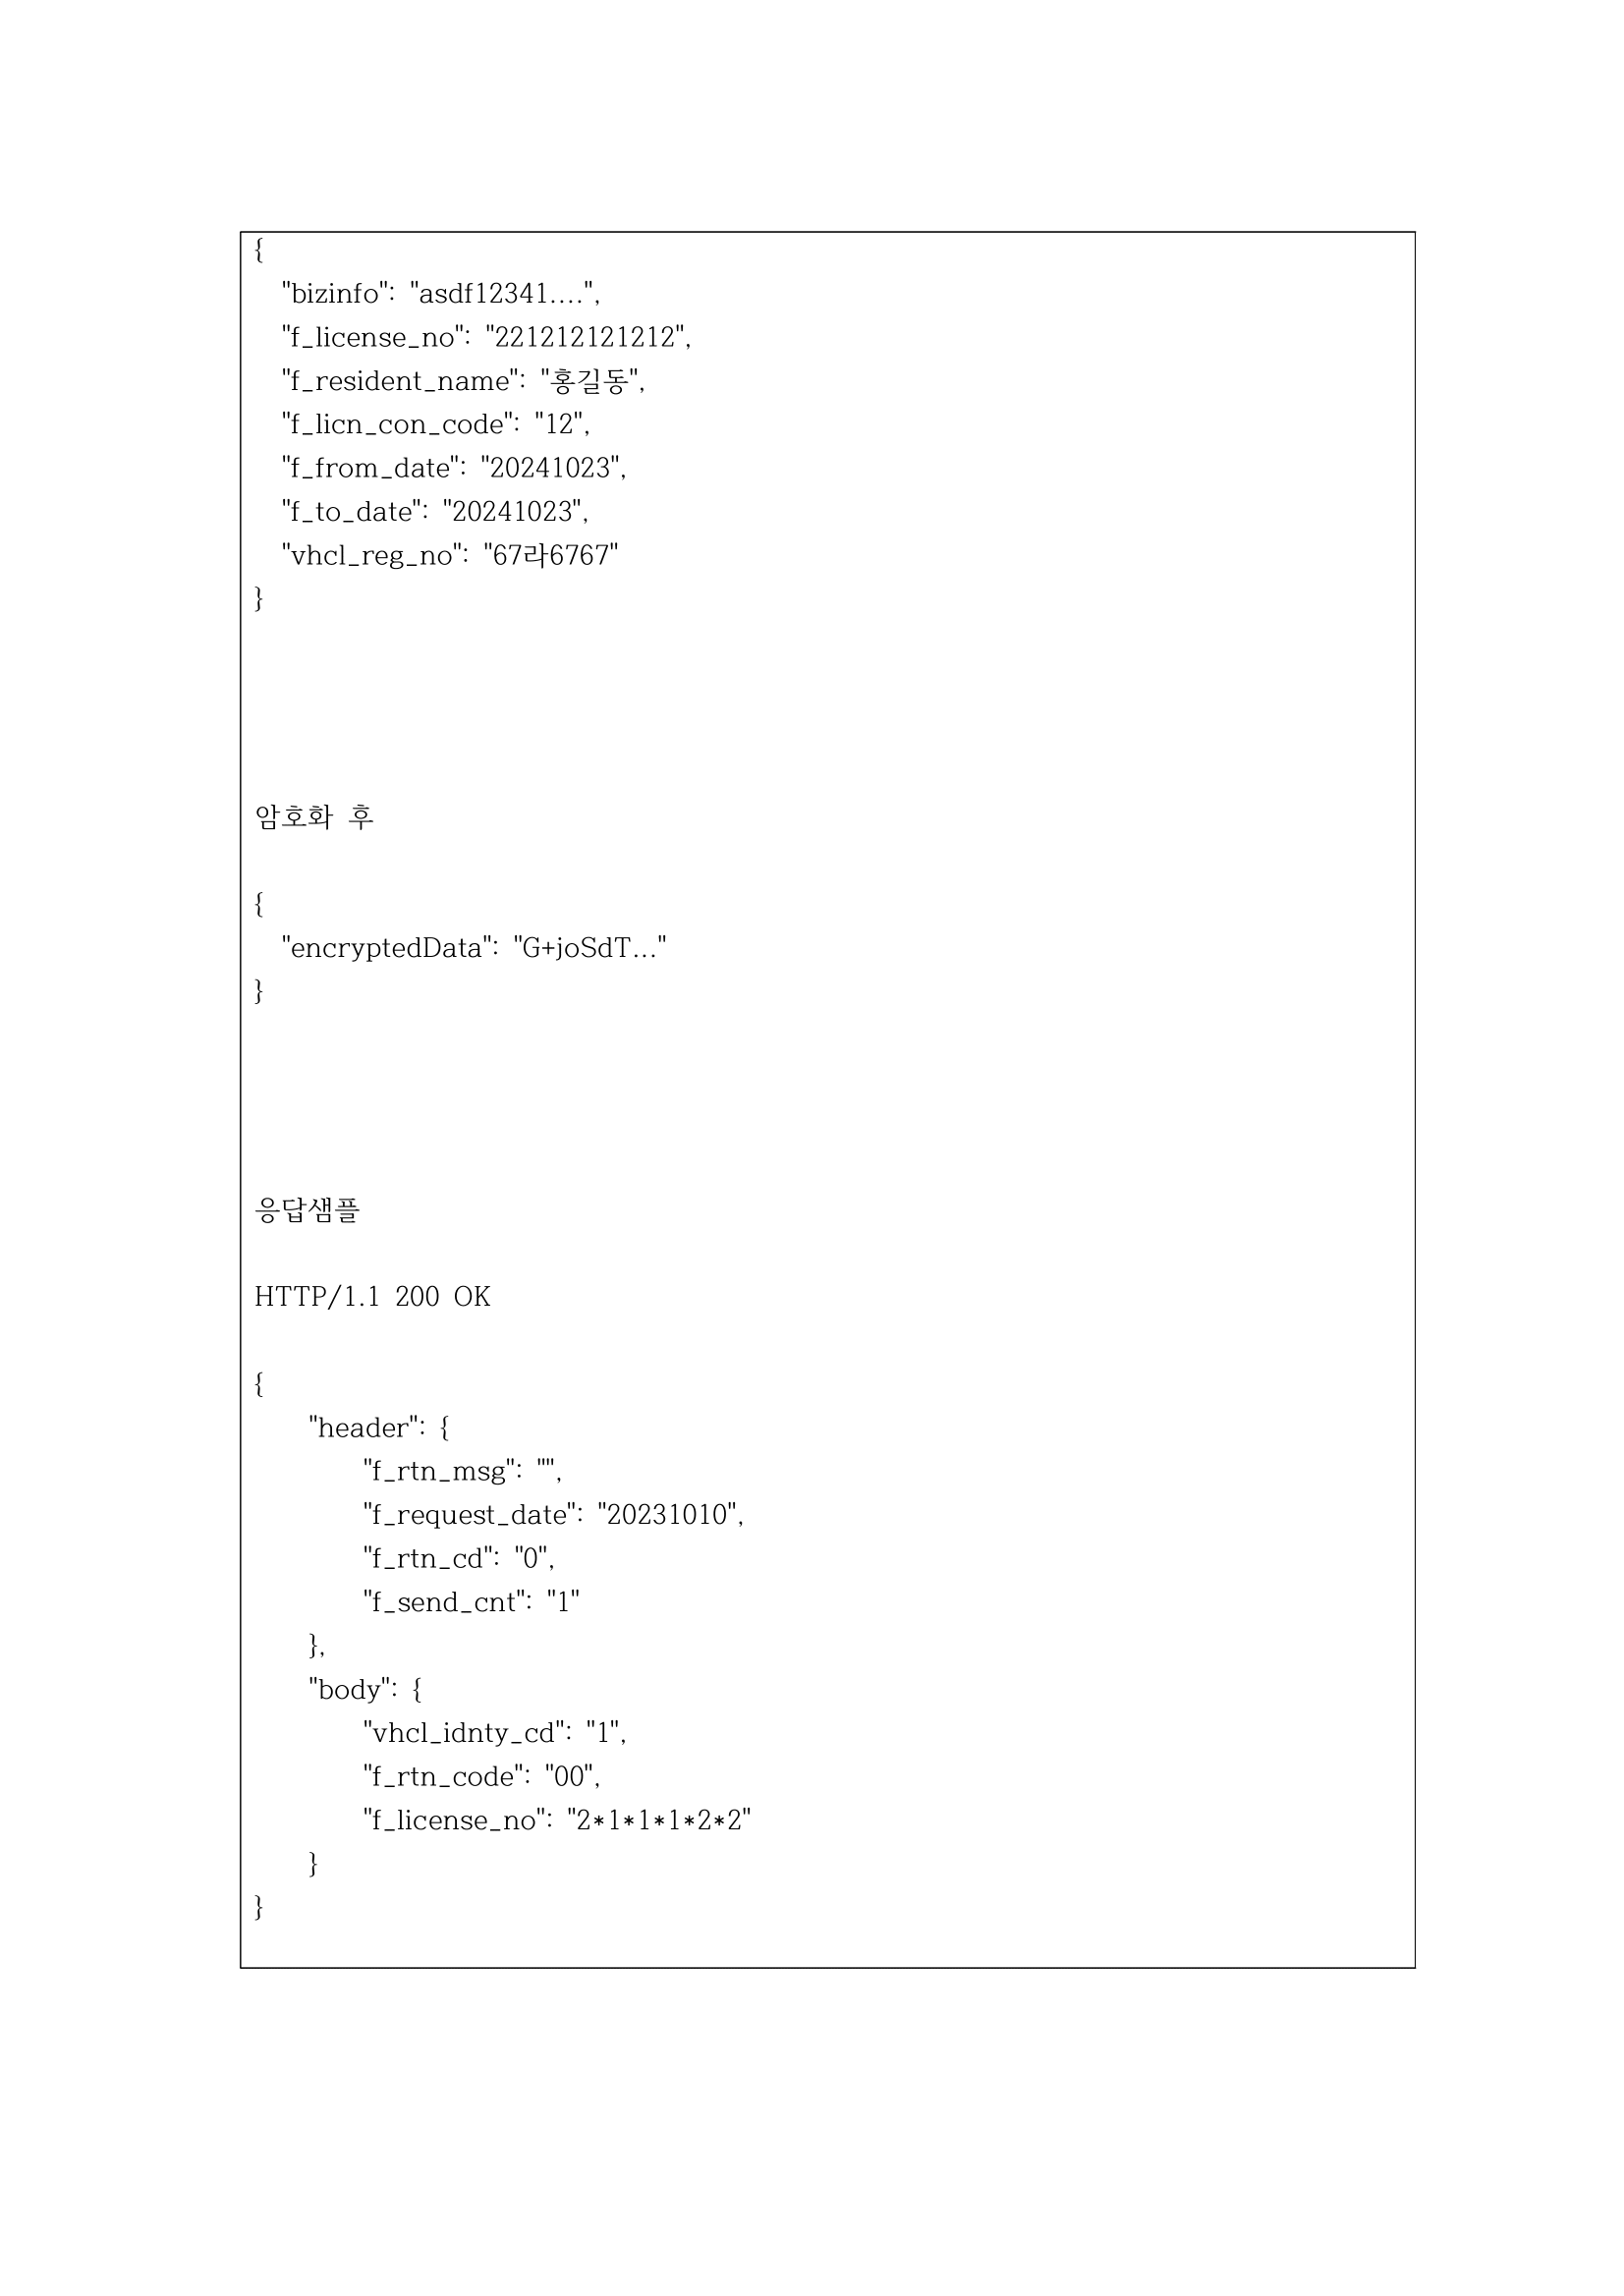 {
  "bizinfo": "asdf12341....",
  "f_license_no": "221212121212",
  "f_resident_name": "홍길동",
  "f_licn_con_code": "12",
  "f_from_date": "20241023",
  "f_to_date": "20241023",
  "vhcl_reg_no": "67라6767"
}
암호화 후
{
  "encryptedData": "G+joSdT..."
}
응답샘플
HTTP/1.1 200 OK
{
    "header": {
        "f_rtn_msg": "",
        "f_request_date": "20231010",
        "f_rtn_cd": "0",
        "f_send_cnt": "1"
    },
    "body": {
        "vhcl_idnty_cd": "1",
        "f_rtn_code": "00",
        "f_license_no": "2*1*1*1*2*2"
    }
}